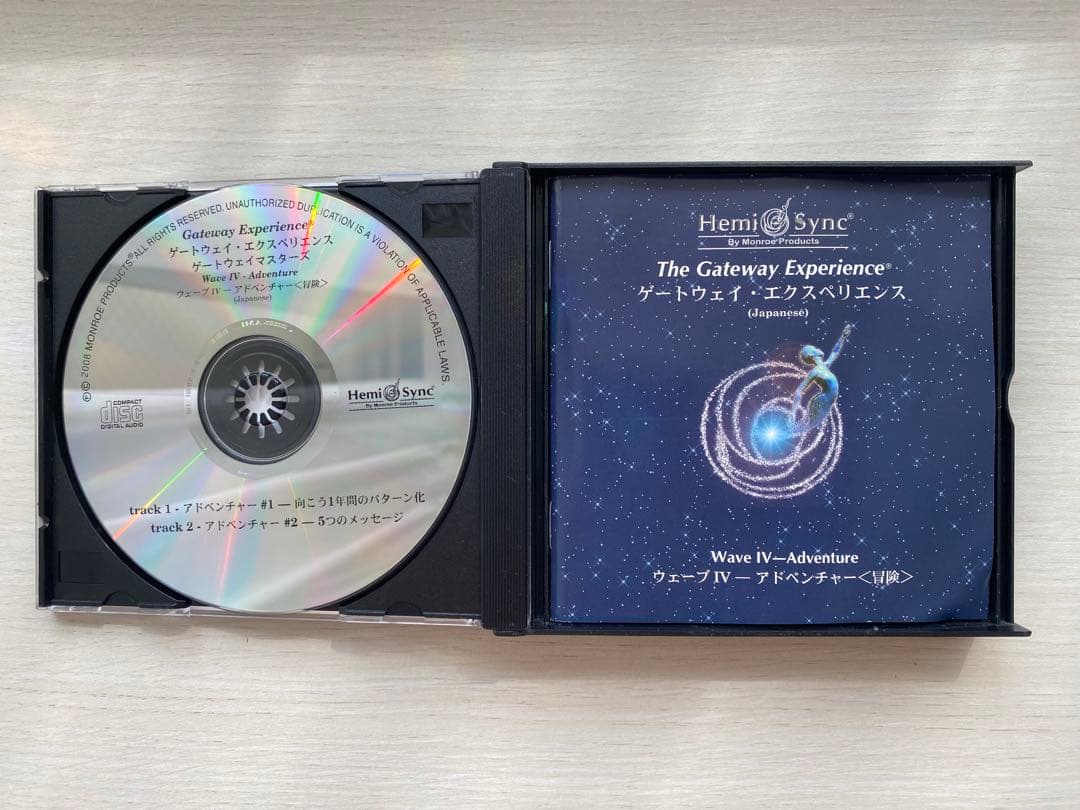 ℗© 2008 MONROE PRODUCTS® ALL RIGHTS RESERVED. UNAUTHORIZED DUPLICATION IS A VIOLATION OF APPLICABLE LAWS.
Gateway Experience®
ゲートウェイ・エクスペリエンス
ゲートウェイマスターズ
Wave IV - Adventure
ウェーブ IV ― アドベンチャー<冒険>
(Japanese)
COMPACT
disc
DIGITAL AUDIO
Hemi Sync®
By Monroe Products
track 1 - アドベンチャー #1 ― 向こう1年間のパターン化
track 2 - アドベンチャー #2 ― 5つのメッセージ
Hemi Sync®
By Monroe Products
The Gateway Experience®
ゲートウェイ・エクスペリエンス
(Japanese)
Wave IV—Adventure
ウェーブ IV ― アドベンチャー<冒険>